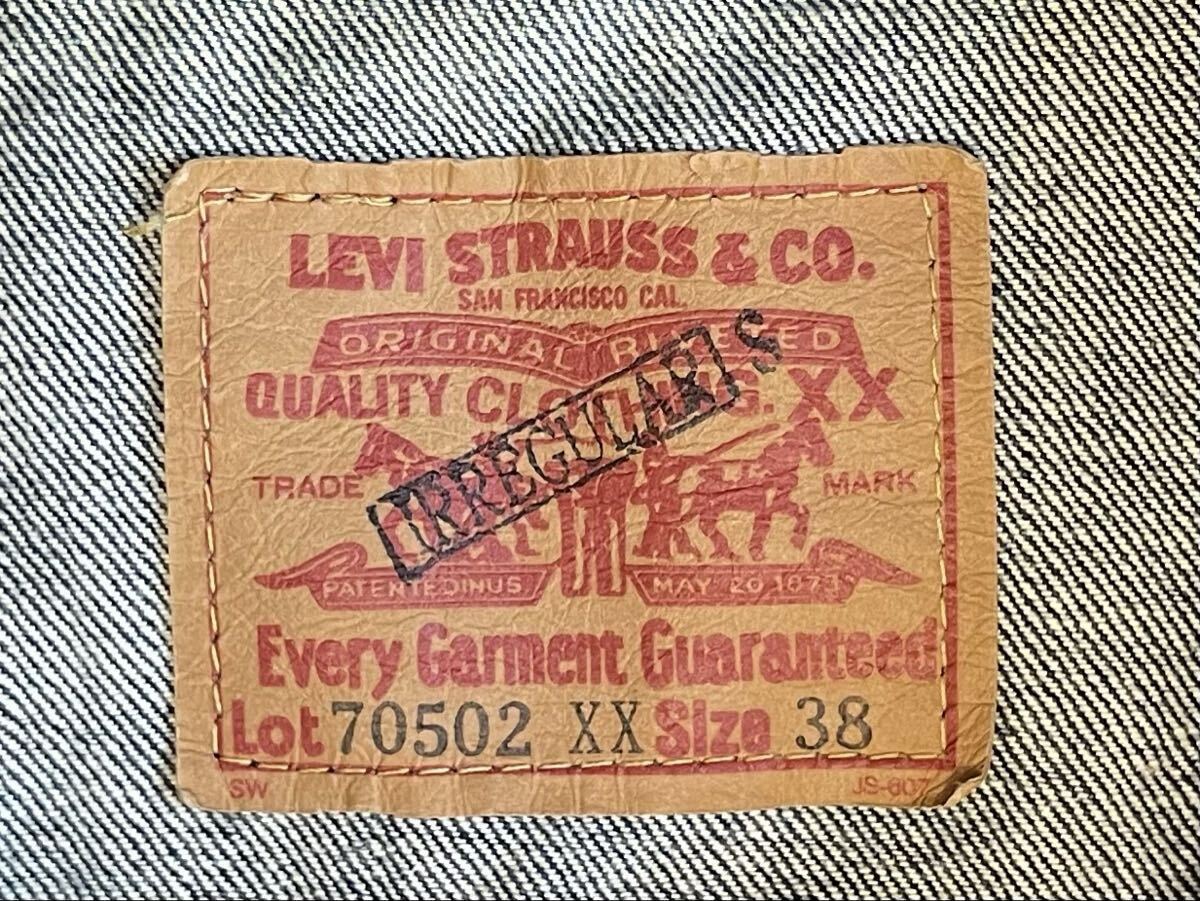 LEVI STRAUSS & CO.
SAN FRANCISCO CAL.
ORIGINAL RIVETED
QUALITY CLOTHING. XX
IRREGULAR S
TRADE MARK
PATENTED IN US MAY 20 1873
Every Garment Guaranteed
Lot 70502 XX Size 38
SW JS-607